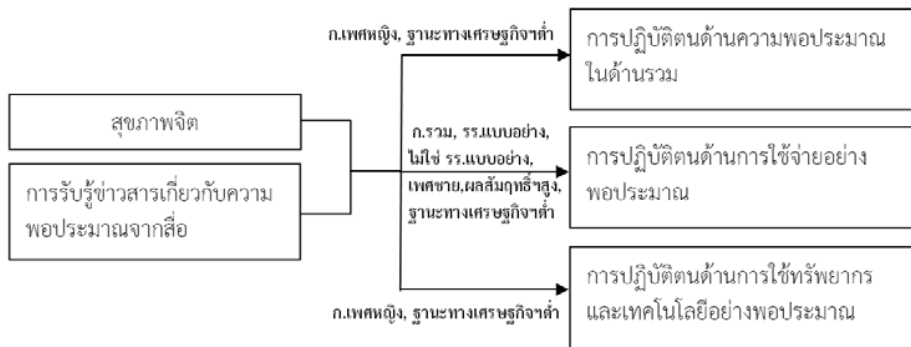 สุขภาพจิต
การรับรู้ข่าวสารเกี่ยวกับความ
พอประมาณจากสื่อ
ก.เพศหญิง, ฐานะทางเศรษฐกิจฯต่ำ
การปฏิบัติตนด้านความพอประมาณ
ในด้านรวม
ก.รวม, รร.แบบอย่าง,
ไม่ใช่ รร.แบบอย่าง,
เพศชาย,ผลสัมฤทธิ์ฯสูง,
ฐานะทางเศรษฐกิจฯต่ำ
การปฏิบัติตนด้านการใช้จ่ายอย่าง
พอประมาณ
ก.เพศหญิง, ฐานะทางเศรษฐกิจฯต่ำ
การปฏิบัติตนด้านการใช้ทรัพยากร
และเทคโนโลยีอย่างพอประมาณ